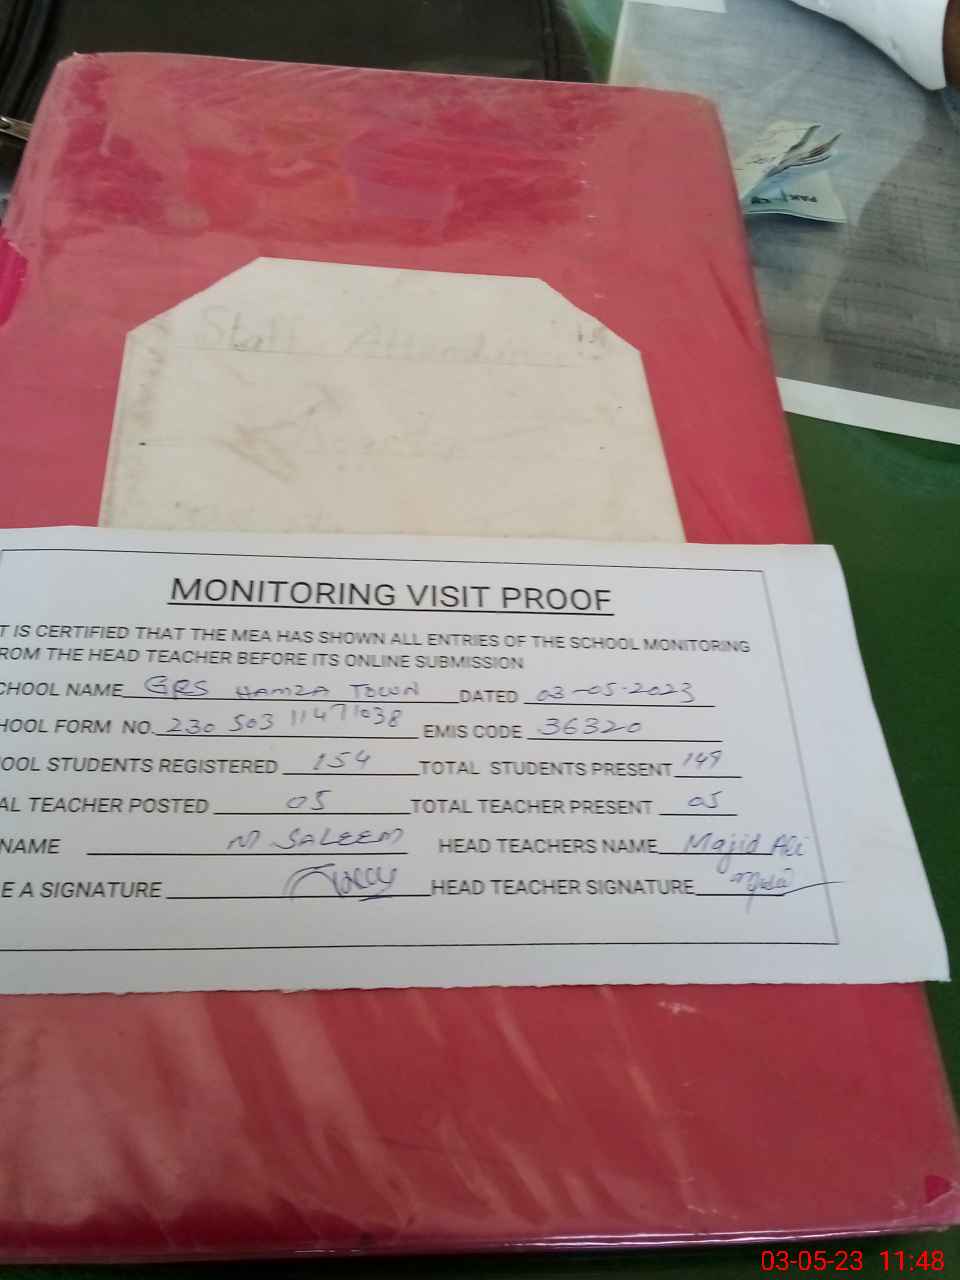 MONITORING VISIT PROOF
T IS CERTIFIED THAT THE MEA HAS SHOWN ALL ENTRIES OF THE SCHOOL MONITORING
ROM THE HEAD TEACHER BEFORE ITS ONLINE SUBMISSION
CHOOL NAME GRS HAMZA TOWN DATED 03-05-2023
HOOL FORM NO. 230 503 11471038 EMIS CODE 36320
OOL STUDENTS REGISTERED 154 TOTAL STUDENTS PRESENT 149
AL TEACHER POSTED 05 TOTAL TEACHER PRESENT 05
NAME M SALEEM HEAD TEACHERS NAME Majid Ali
E A SIGNATURE HEAD TEACHER SIGNATURE Majid
03-05-23 11:48